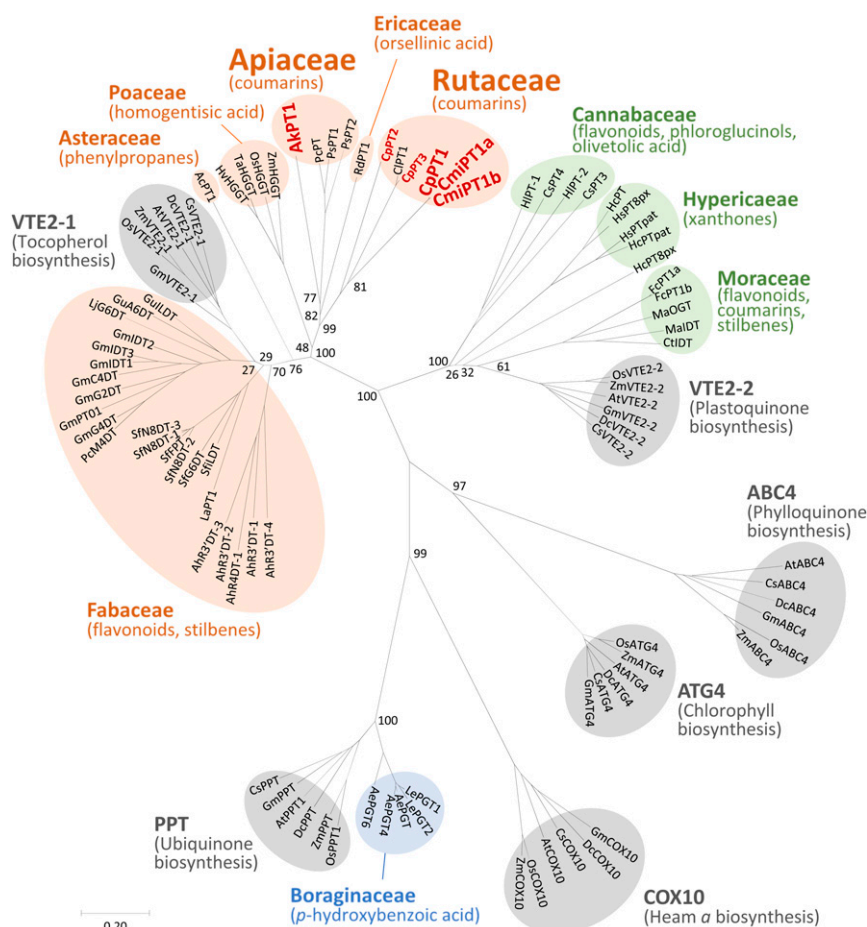 Ericaceae
(orsellinic acid)
Apiaceae
(coumarins)
Rutaceae
(coumarins)
Poaceae
(homogentisic acid)
Asteraceae
(phenylpropanes)
Cannabaceae
(flavonoids, phloroglucinols,
olivetolic acid)
Hypericaeae
(xanthones)
Moraceae
(flavonoids,
coumarins,
stilbenes)
VTE2-1
(Tocopherol
biosynthesis)
AcPT1
HvHGGT
TaHGGT
OsHGGT
ZmHGGT
AkPT1
PcPT
PsPT1
PsPT2
RdPT1
CpPT2
ClPT1
CpPT3
CpPT1
CmiPT1a
CmiPT1b
HlPT-1
CsPT4
HlPT-2
CsPT3
HcPT
HsPT8px
HsPTpat
HcPTpat
HcPT8px
FcPT1a
FcPT1b
MaOGT
MaIDT
CtIDT
CsVTE2-1
DcVTE2-1
AtVTE2-1
ZmVTE2-1
OsVTE2-1
GmVTE2-1
GuILDT
GuA6DT
LjG6DT
GmIDT2
GmIDT3
GmIDT1
GmC4DT
GmG2DT
GmPT01
GmG4DT
PcM4DT
SfN8DT-3
SfN8DT-1
SfFPT
SfN8DT-2
SfG6DT
SfiLDT
LaPT1
AhR3'DT-3
AhR3'DT-2
AhR4DT-1
AhR3'DT-1
AhR3'DT-4
Fabaceae
(flavonoids, stilbenes)
77
82
99
81
48
100
29
27
70
76
100
100
26
32
61
97
99
100
OsVTE2-2
ZmVTE2-2
AtVTE2-2
GmVTE2-2
DcVTE2-2
CsVTE2-2
VTE2-2
(Plastoquinone
biosynthesis)
ABC4
(Phylloquinone
biosynthesis)
AtABC4
CsABC4
DcABC4
GmABC4
OsABC4
ZmABC4
OsATG4
ZmATG4
AtATG4
DcATG4
CsATG4
GmATG4
ATG4
(Chlorophyll
biosynthesis)
CsPPT
GmPPT
AtPPT1
DcPPT
ZmPPT
OsPPT1
PPT
(Ubiquinone
biosynthesis)
AePGT6
AePGT4
AePGT
LePGT2
LePGT1
Boraginaceae
(p-hydroxybenzoic acid)
ZmCOX10
OsCOX10
AtCOX10
CsCOX10
DcCOX10
GmCOX10
COX10
(Heam a biosynthesis)
0.20